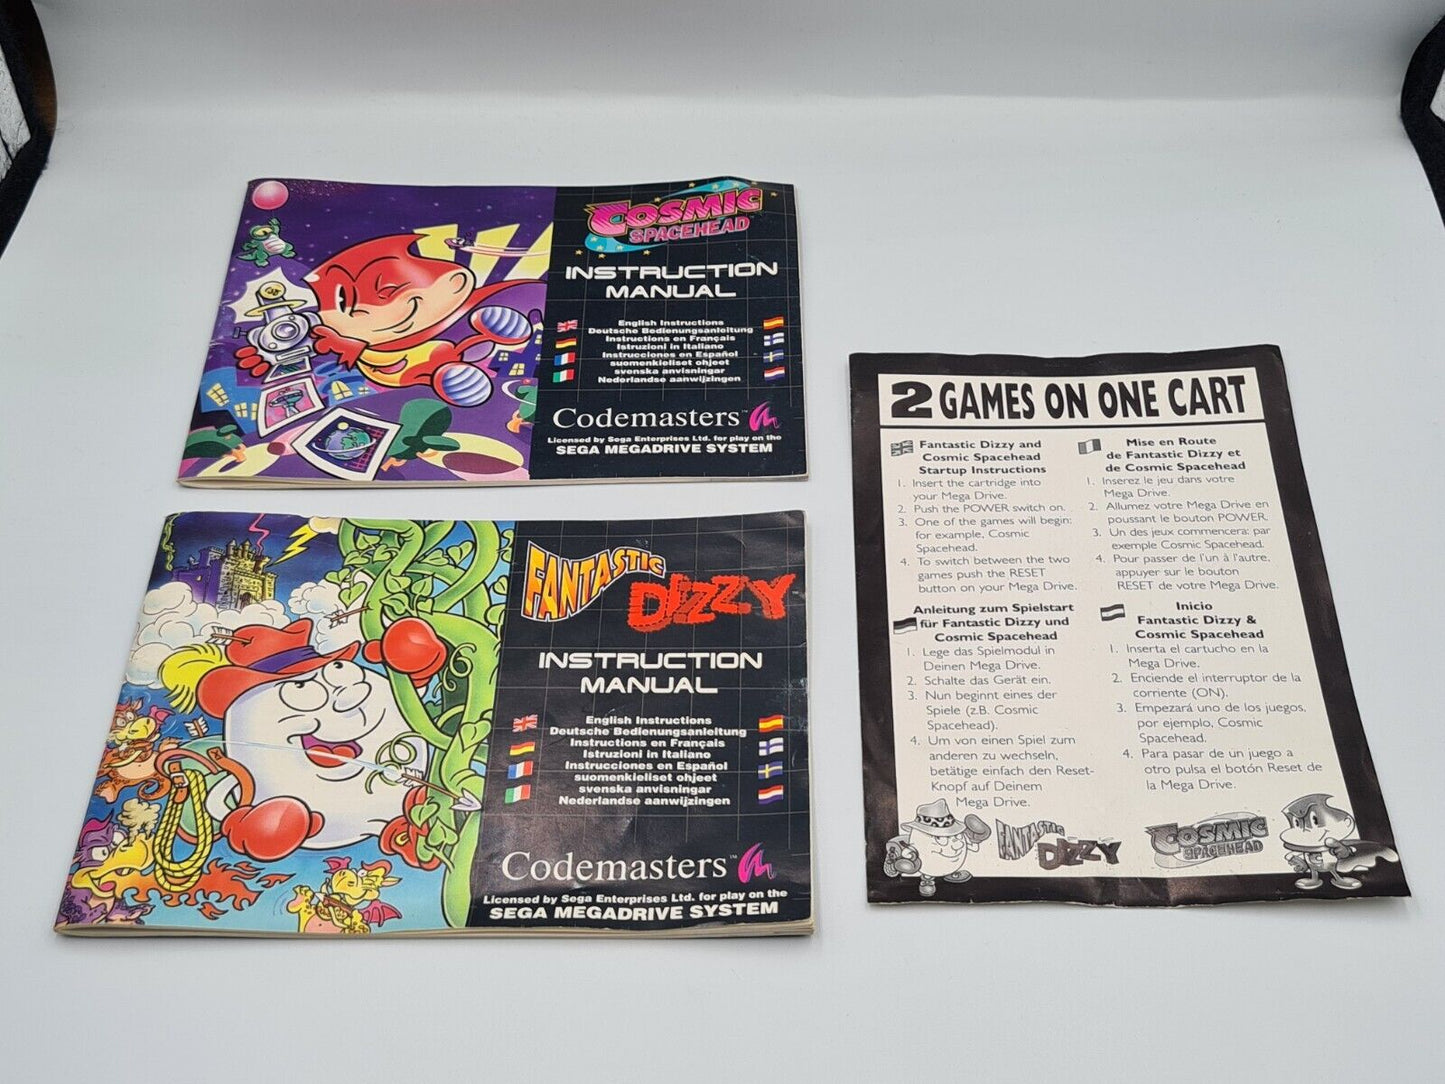 COSMIC
SPACEHEAD
INSTRUCTION
MANUAL
English Instructions
Deutsche Bedienungsanleitung
Instructions en Français
Istruzioni in Italiano
Instrucciones en Español
suomenkieliset ohjeet
svenska anvisningar
Nederlandse aanwijzingen
Codemasters™
Licensed by Sega Enterprises Ltd. for play on the
SEGA MEGADRIVE SYSTEM
FANTASTIC
DIZZY
INSTRUCTION
MANUAL
English Instructions
Deutsche Bedienungsanleitung
Instructions en Français
Istruzioni in Italiano
Instrucciones en Español
suomenkieliset ohjeet
svenska anvisningar
Nederlandse aanwijzingen
Codemasters™
Licensed by Sega Enterprises Ltd. for play on the
SEGA MEGADRIVE SYSTEM
2 GAMES ON ONE CART
Fantastic Dizzy and
Cosmic Spacehead
Startup Instructions
1. Insert the cartridge into
your Mega Drive.
2. Push the POWER switch on.
3. One of the games will begin:
for example, Cosmic
Spacehead.
4. To switch between the two
games push the RESET
button on your Mega Drive.
Anleitung zum Spielstart
für Fantastic Dizzy und
Cosmic Spacehead
1. Lege das Spielmodul in
Deinen Mega Drive.
2. Schalte das Gerät ein.
3. Nun beginnt eines der
Spiele (z.B. Cosmic
Spacehead).
4. Um von einen Spiel zum
anderen zu wechseln,
betätige einfach den Reset-
Knopf auf Deinem
Mega Drive.
Mise en Route
de Fantastic Dizzy et
de Cosmic Spacehead
1. Inserez le jeu dans votre
Mega Drive.
2. Allumez votre Mega Drive en
poussant le bouton POWER.
3. Un des jeux commencera: par
exemple Cosmic Spacehead.
4. Pour passer de l'un à l'autre,
appuyer sur le bouton
RESET de votre Mega Drive.
Inicio
Fantastic Dizzy &
Cosmic Spacehead
1. Inserta el cartucho en la
Mega Drive.
2. Enciende el interruptor de la
corriente (ON).
3. Empezará uno de los juegos,
por ejemplo, Cosmic
Spacehead.
4. Para pasar de un juego a
otro pulsa el botón Reset de
la Mega Drive.
FANTASTIC
DIZZY
COSMIC
SPACEHEAD